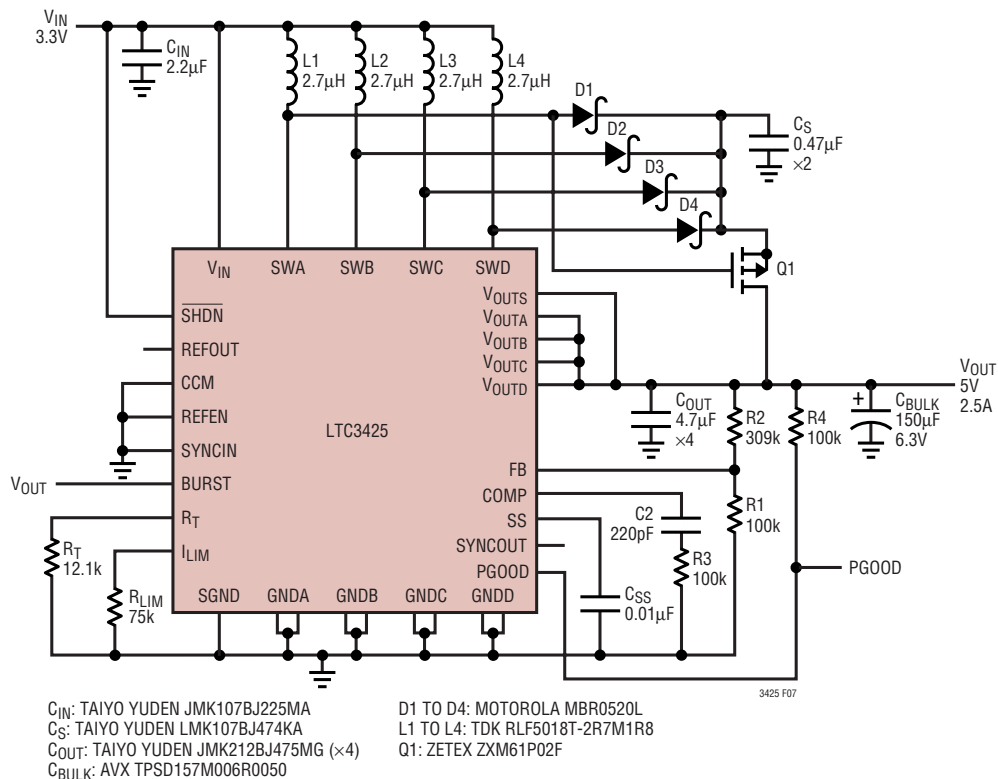 VIN
3.3V
CIN
2.2µF
L1
2.7µH
L2
2.7µH
L3
2.7µH
L4
2.7µH
D1
D2
D3
D4
CS
0.47µF
×2
Q1
VIN
SWA
SWB
SWC
SWD
SHDN
REFOUT
CCM
REFEN
SYNCIN
BURST
RT
ILIM
SGND
GNDA
GNDB
GNDC
GNDD
LTC3425
VOUTS
VOUTA
VOUTB
VOUTC
VOUTD
FB
COMP
SS
SYNCOUT
PGOOD
VOUT
RT
12.1k
RLIM
75k
COUT
4.7µF
×4
R2
309k
R4
100k
+
CBULK
150µF
6.3V
VOUT
5V
2.5A
R1
100k
C2
220pF
R3
100k
CSS
0.01µF
PGOOD
3425 F07
CIN: TAIYO YUDEN JMK107BJ225MA
CS: TAIYO YUDEN LMK107BJ474KA
COUT: TAIYO YUDEN JMK212BJ475MG (×4)
CBULK: AVX TPSD157M006R0050
D1 TO D4: MOTOROLA MBR0520L
L1 TO L4: TDK RLF5018T-2R7M1R8
Q1: ZETEX ZXM61P02F